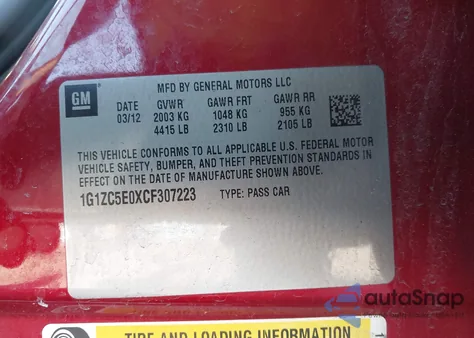 GM
MFD BY GENERAL MOTORS LLC
03/12 GVWR GAWR FRT GAWR RR
2003 KG 1048 KG 955 KG
4415 LB 2310 LB 2105 LB
THIS VEHICLE CONFORMS TO ALL APPLICABLE U.S. FEDERAL MOTOR
VEHICLE SAFETY, BUMPER, AND THEFT PREVENTION STANDARDS
IN EFFECT ON THE DATE OF MANUFACTURE SHOWN ABOVE.
1G1ZC5E0XCF307223 TYPE: PASS CAR
autoSnap
TIRE AND LOADING INFORMATION